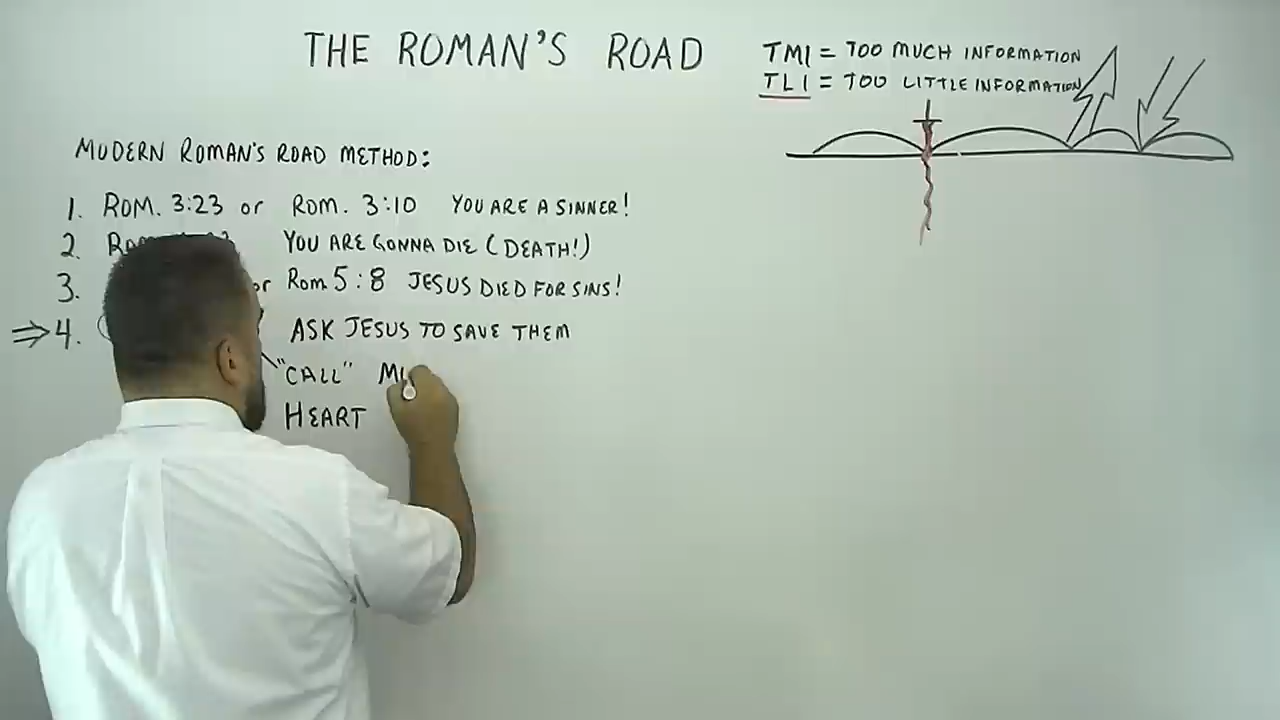 THE ROMAN'S ROAD
TMI = TOO MUCH INFORMATION
TLI = TOO LITTLE INFORMATION
MUDERN ROMAN'S ROAD METHOD:
1. ROM. 3:23 or ROM. 3:10 YOU ARE A SINNER!
2. YOU ARE GONNA DIE (DEATH!)
3. or Rom 5:8 JESUS DIED FOR SINS!
⇒ 4. ASK JESUS TO SAVE THEM
"CALL"
HEART